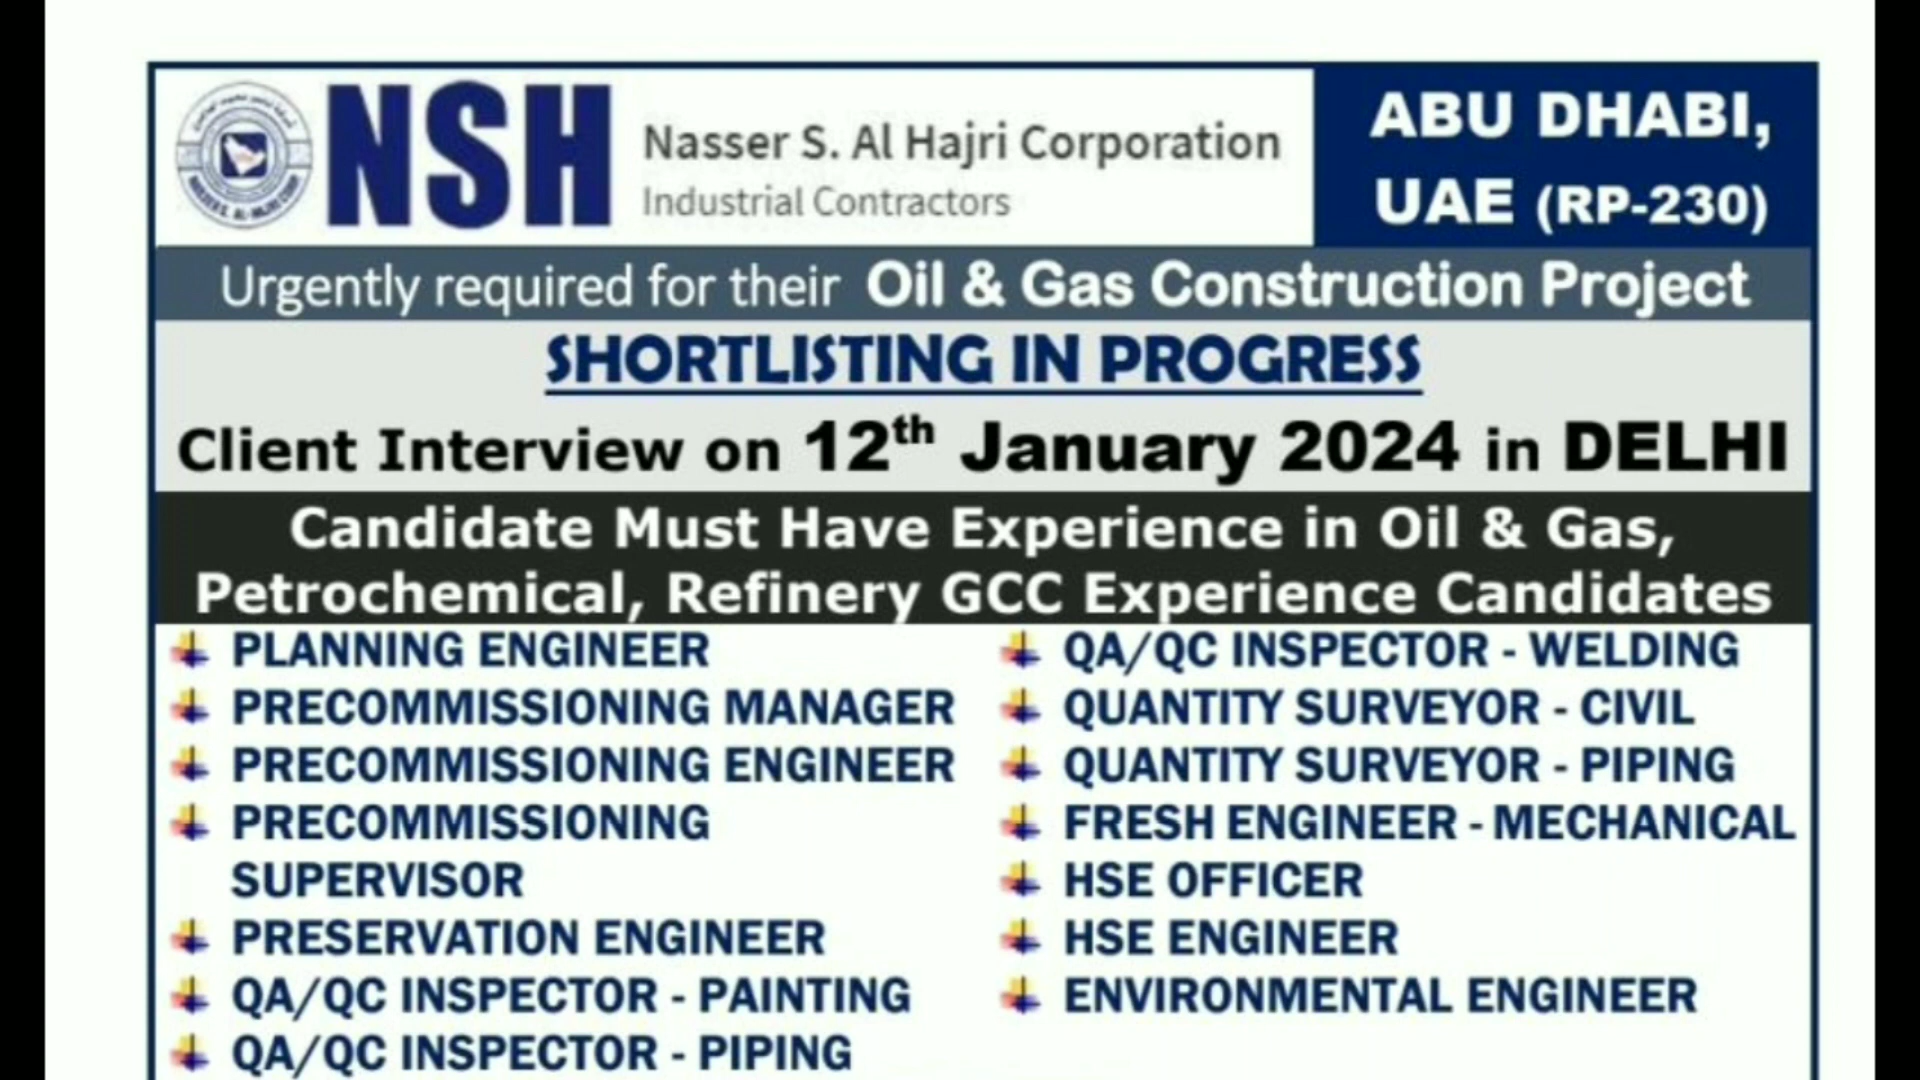 NSH
Nasser S. Al Hajri Corporation
Industrial Contractors
ABU DHABI,
UAE (RP-230)
Urgently required for their Oil & Gas Construction Project
SHORTLISTING IN PROGRESS
Client Interview on 12th January 2024 in DELHI
Candidate Must Have Experience in Oil & Gas,
Petrochemical, Refinery GCC Experience Candidates
PLANNING ENGINEER
PRECOMMISSIONING MANAGER
PRECOMMISSIONING ENGINEER
PRECOMMISSIONING
SUPERVISOR
PRESERVATION ENGINEER
QA/QC INSPECTOR - PAINTING
QA/QC INSPECTOR - PIPING
QA/QC INSPECTOR - WELDING
QUANTITY SURVEYOR - CIVIL
QUANTITY SURVEYOR - PIPING
FRESH ENGINEER - MECHANICAL
HSE OFFICER
HSE ENGINEER
ENVIRONMENTAL ENGINEER